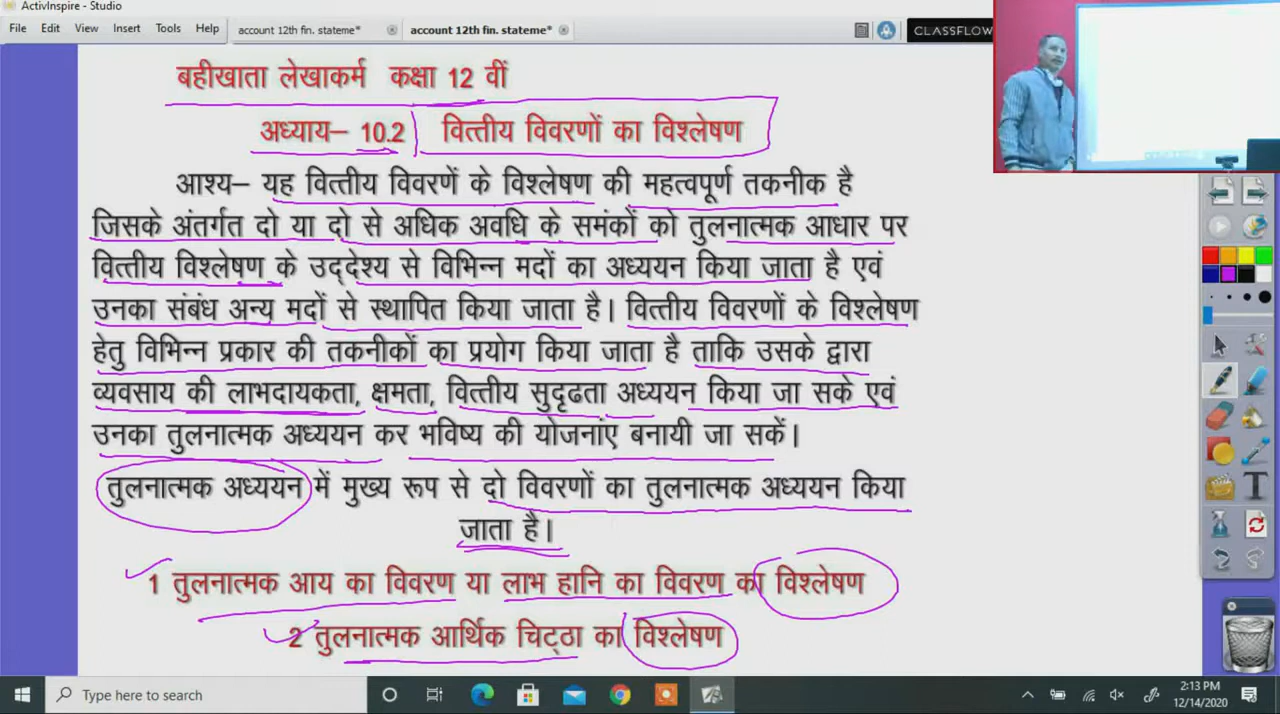 ActivInspire - Studio
File Edit View Insert Tools Help
account 12th fin. stateme*
account 12th fin. stateme*
CLASSFLOW
बहीखाता लेखाकर्म कक्षा 12 वीं
अध्याय– 10.2 वित्तीय विवरणों का विश्लेषण
आश्य– यह वित्तीय विवरणें के विश्लेषण की महत्वपूर्ण तकनीक है
जिसके अंतर्गत दो या दो से अधिक अवधि के समंकों को तुलनात्मक आधार पर
वित्तीय विश्लेषण के उद्देश्य से विभिन्न मदों का अध्ययन किया जाता है एवं
उनका संबंध अन्य मदों से स्थापित किया जाता है। वित्तीय विवरणों के विश्लेषण
हेतु विभिन्न प्रकार की तकनीकों का प्रयोग किया जाता है ताकि उसके द्वारा
व्यवसाय की लाभदायकता, क्षमता, वित्तीय सुदृढता अध्ययन किया जा सके एवं
उनका तुलनात्मक अध्ययन कर भविष्य की योजनांए बनायी जा सकें।
तुलनात्मक अध्ययन में मुख्य रूप से दो विवरणों का तुलनात्मक अध्ययन किया
जाता है।
1 तुलनात्मक आय का विवरण या लाभ हानि का विवरण का विश्लेषण
2 तुलनात्मक आर्थिक चिट्ठा का विश्लेषण
Type here to search
2:13 PM
12/14/2020